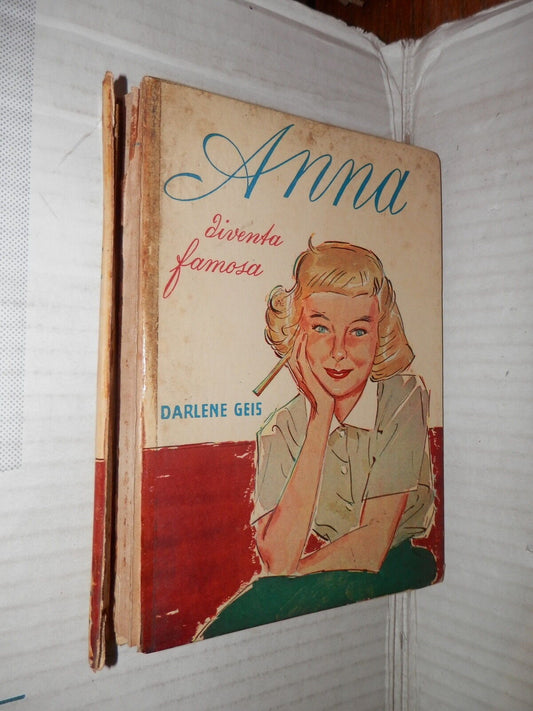 Anna
diventa
famosa
DARLENE GEIS